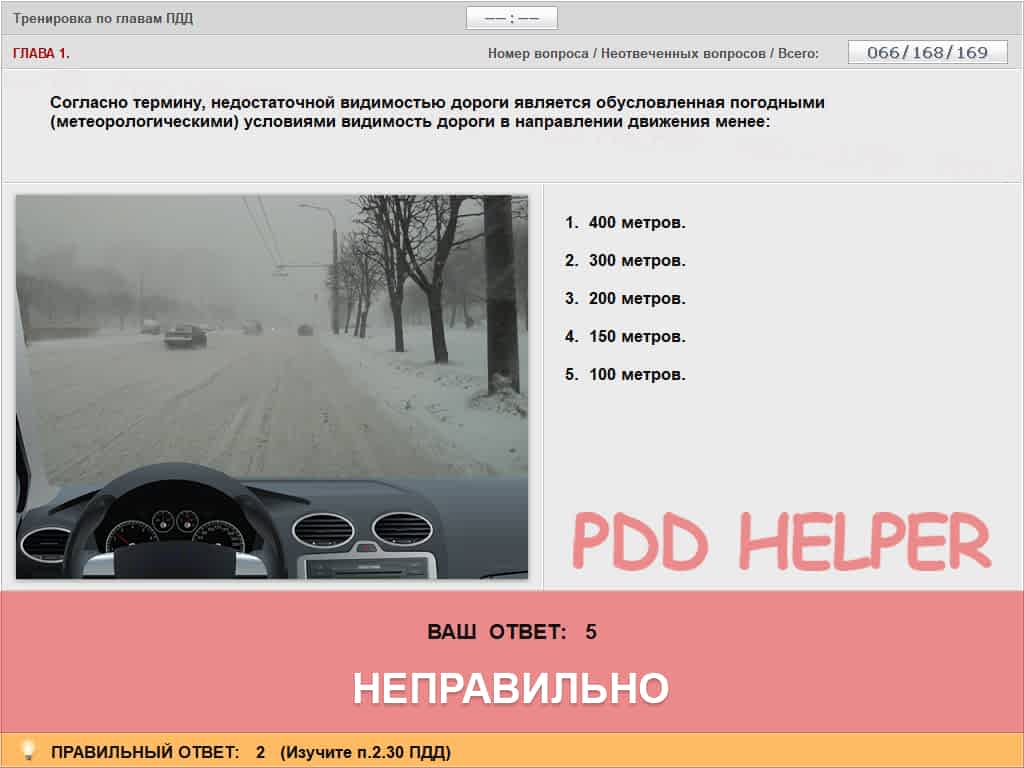 Тренировка по главам ПДД
—— : ——
ГЛАВА 1.
Номер вопроса / Неотвеченных вопросов / Всего:
066/168/169
Согласно термину, недостаточной видимостью дороги является обусловленная погодными
(метеорологическими) условиями видимость дороги в направлении движения менее:
1. 400 метров.
2. 300 метров.
3. 200 метров.
4. 150 метров.
5. 100 метров.
PDD HELPER
ВАШ ОТВЕТ: 5
НЕПРАВИЛЬНО
ПРАВИЛЬНЫЙ ОТВЕТ: 2 (Изучите п.2.30 ПДД)